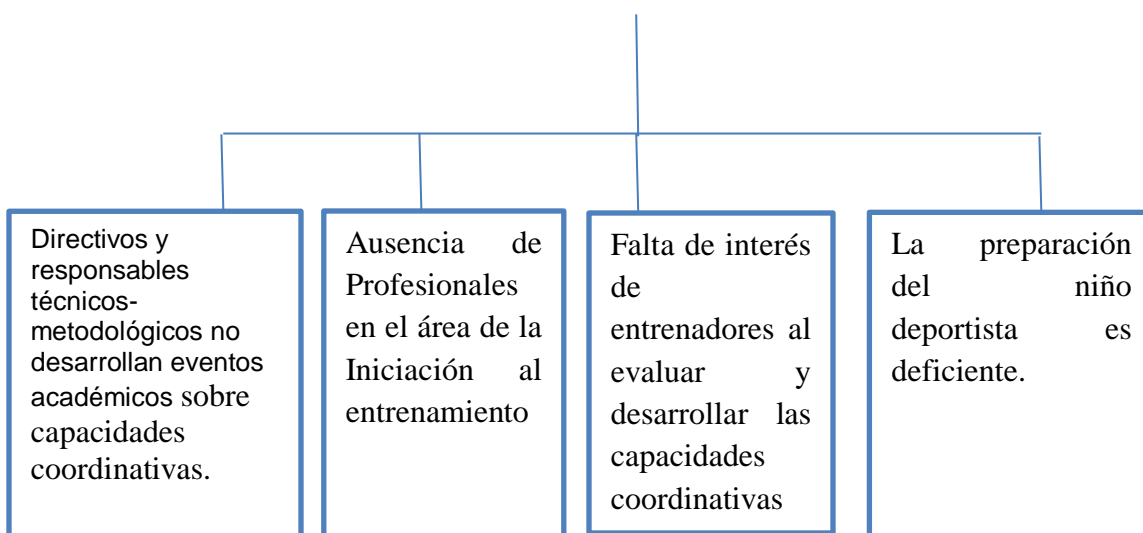 Directivos y
responsables
técnicos-
metodológicos no
desarrollan eventos
académicos sobre
capacidades
coordinativas.
Ausencia de
Profesionales
en el área de la
Iniciación al
entrenamiento
Falta de interés
de
entrenadores al
evaluar y
desarrollar las
capacidades
coordinativas
La preparación
del niño
deportista es
deficiente.